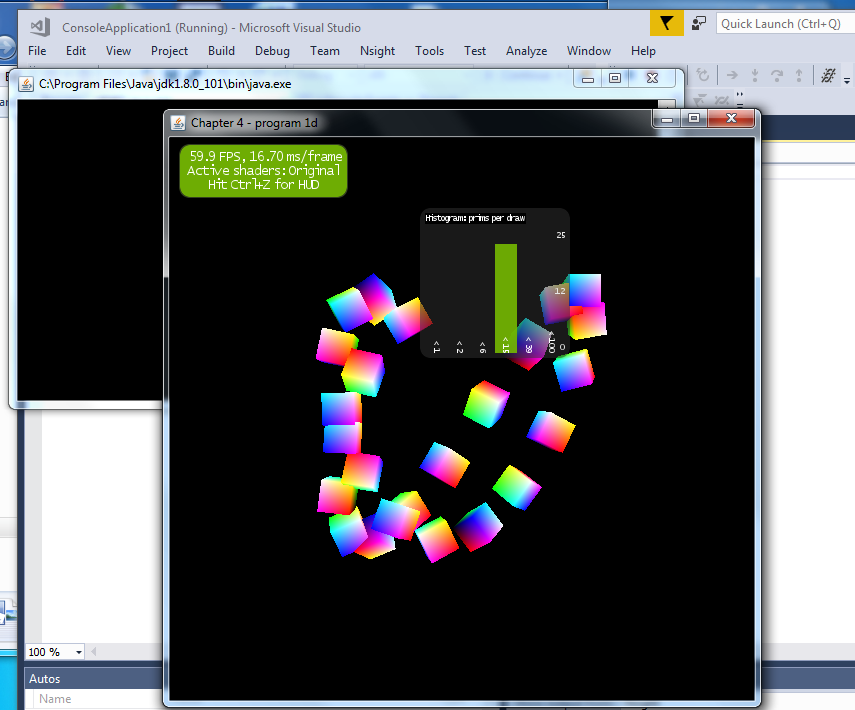 ConsoleApplication1 (Running) - Microsoft Visual Studio
Quick Launch (Ctrl+Q)
File Edit View Project Build Debug Team Nsight Tools Test Analyze Window Help
C:\Program Files\Java\jdk1.8.0_101\bin\java.exe
Chapter 4 - program 1d
59.9 FPS, 16.70 ms/frame
Active shaders: Original
Hit Ctrl+Z for HUD
Histogram: prims per draw
25
12
0
<1 <2 <6 <15 <39 <100
100 %
Autos
Name